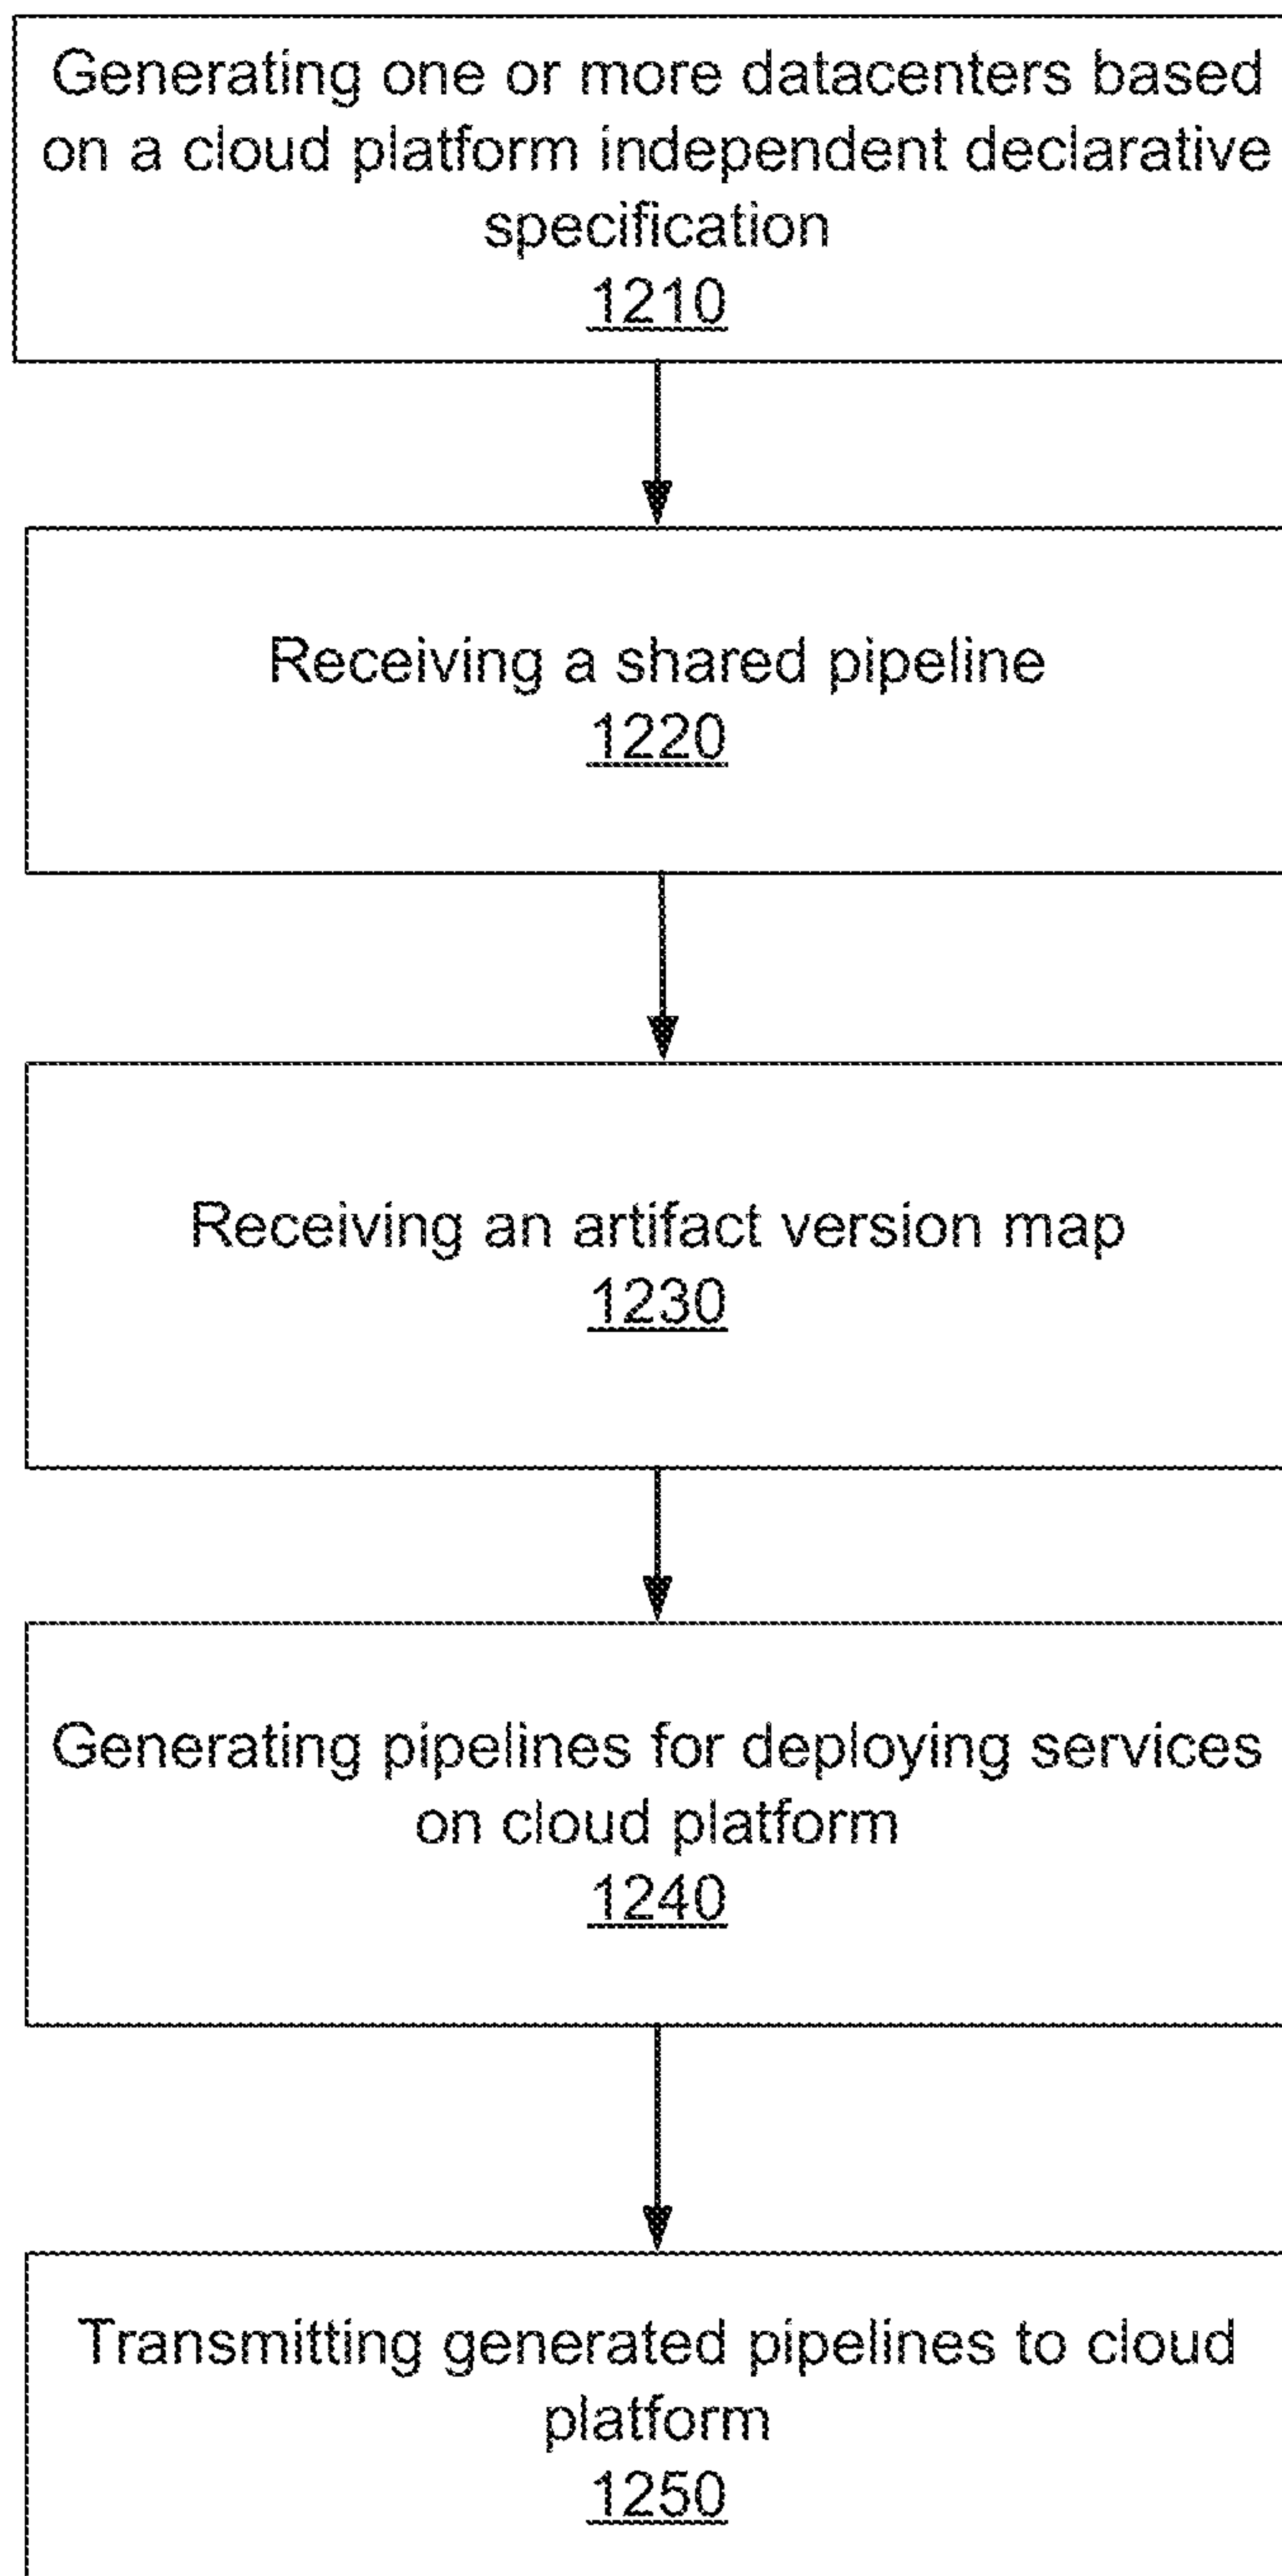 Generating one or more datacenters based
on a cloud platform independent declarative
specification
1210
Receiving a shared pipeline
1220
Receiving an artifact version map
1230
Generating pipelines for deploying services
on cloud platform
1240
Transmitting generated pipelines to cloud
platform
1250